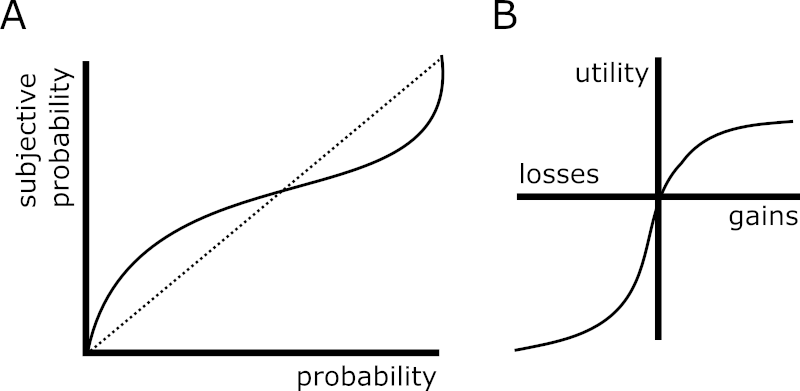 A
subjective
probability
probability
B
utility
losses
gains